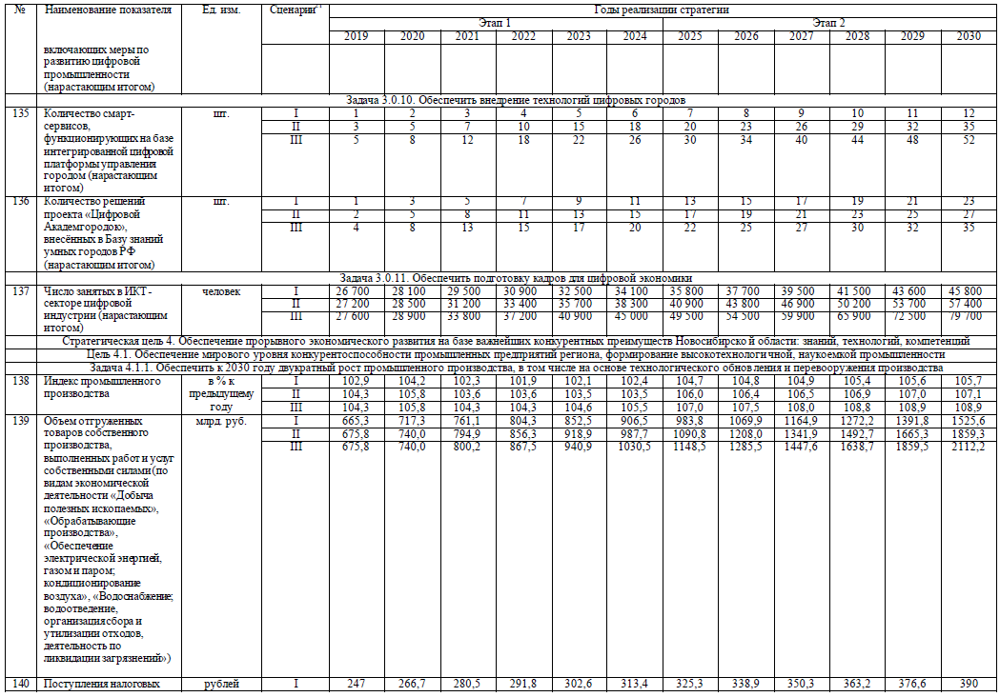 № Наименование показателя Ед. изм. Сценарии Годы реализации стратегии
Этап 1 Этап 2
2019 2020 2021 2022 2023 2024 2025 2026 2027 2028 2029 2030
включающих меры по
развитию цифровой
промышленности
(нарастающим итогом)
Задача 3.0.10. Обеспечить внедрение технологий цифровых городов
135 Количество смарт- шт. I 1 2 3 4 5 6 7 8 9 10 11 12
сервисов, II 3 5 7 10 15 18 20 23 26 29 32 35
функционирующих на базе III 5 8 12 18 22 26 30 34 40 44 48 52
интегрированной цифровой
платформы управления
городом (нарастающим
итогом)
136 Количество решений шт. I 1 3 5 7 9 11 13 15 17 19 21 23
проекта «Цифровой II 2 5 8 11 13 15 17 19 21 23 25 27
Академгородок», III 4 8 13 15 17 20 22 25 27 30 32 35
внесённых в Базу знаний
умных городов РФ
(нарастающим итогом)
Задача 3.0.11. Обеспечить подготовку кадров для цифровой экономики
137 Число занятых в ИКТ- человек I 26 700 28 100 29 500 30 900 32 500 34 100 35 800 37 700 39 500 41 500 43 600 45 800
секторе цифровой II 27 200 28 500 31 200 33 400 35 700 38 300 40 900 43 800 46 900 50 200 53 700 57 400
индустрии (нарастающим III 27 600 28 900 33 800 37 200 40 900 45 000 49 500 54 500 59 900 65 900 72 500 79 700
итогом)
Стратегическая цель 4. Обеспечение прорывного экономического развития на базе важнейших конкурентных преимуществ Новосибирской области: знаний, технологий, компетенций
Цель 4.1. Обеспечение мирового уровня конкурентоспособности промышленных предприятий региона, формирование высокотехнологичной, наукоемкой промышленности
Задача 4.1.1. Обеспечить к 2030 году двукратный рост промышленного производства, в том числе на основе технологического обновления и перевооружения производства
138 Индекс промышленного в % к I 102,9 104,2 102,3 101,9 102,1 102,4 104,7 104,8 104,9 105,4 105,6 105,7
производства предыдущему II 104,3 105,8 103,6 103,6 103,5 103,5 106,0 106,4 106,5 106,9 107,0 107,1
году III 104,3 105,8 104,3 104,3 104,6 105,5 107,0 107,5 108,0 108,8 108,9 108,9
139 Объем отгруженных млрд. руб. I 665,3 717,3 761,1 804,3 852,5 906,5 983,8 1069,9 1164,9 1272,2 1391,8 1525,6
товаров собственного II 675,8 740,0 794,9 856,3 918,9 987,7 1090,8 1208,0 1341,9 1492,7 1665,3 1859,3
производства, III 675,8 740,0 800,2 867,5 940,9 1030,5 1148,5 1285,5 1447,6 1638,7 1859,5 2112,2
выполненных работ и услуг
собственными силами (по
видам экономической
деятельности «Добыча
полезных ископаемых»,
«Обрабатывающие
производства»,
«Обеспечение
электрической энергией,
газом и паром;
кондиционирование
воздуха», «Водоснабжение;
водоотведение,
организация сбора и
утилизации отходов,
деятельность по
ликвидации загрязнений»)
140 Поступления налоговых рублей I 247 266,7 280,5 291,8 302,6 313,4 325,3 338,9 350,3 363,2 376,6 390